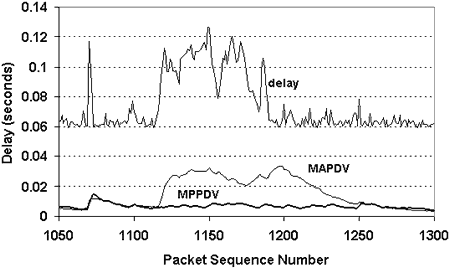 0.14
0.12
0.1
0.08
0.06
0.04
0.02
0
Delay (seconds)
delay
MAPDV
MPPDV
1050 1100 1150 1200 1250 1300
Packet Sequence Number